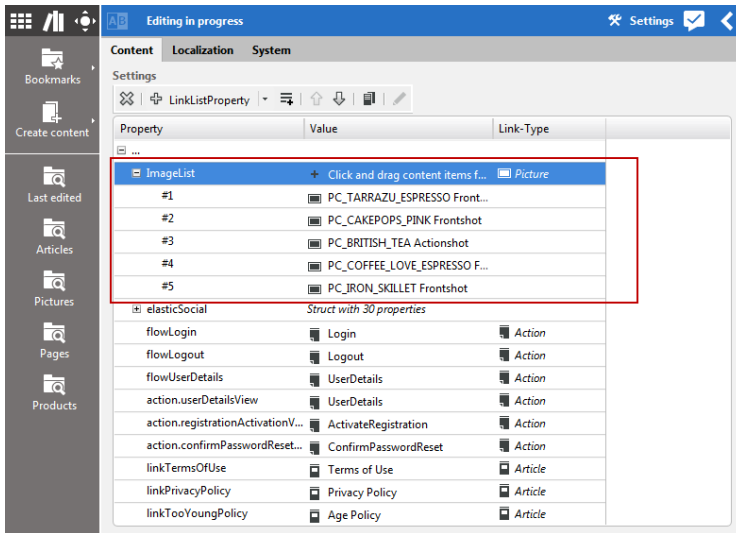 AB Editing in progress Settings
Content Localization System
Bookmarks
Settings
LinkListProperty
Create content
Property Value Link-Type
...
ImageList + Click and drag content items f... Picture
#1 PC_TARRAZU_ESPRESSO Front...
Last edited
#2 PC_CAKEPOPS_PINK Frontshot
#3 PC_BRITISH_TEA Actionshot
Articles
#4 PC_COFFEE_LOVE_ESPRESSO F...
#5 PC_IRON_SKILLET Frontshot
Pictures
elasticSocial Struct with 30 properties
flowLogin Login Action
flowLogout Logout Action
Pages
flowUserDetails UserDetails Action
action.userDetailsView UserDetails Action
Products
action.registrationActivationV... ActivateRegistration Action
action.confirmPasswordReset... ConfirmPasswordReset Action
linkTermsOfUse Terms of Use Article
linkPrivacyPolicy Privacy Policy Article
linkTooYoungPolicy Age Policy Article